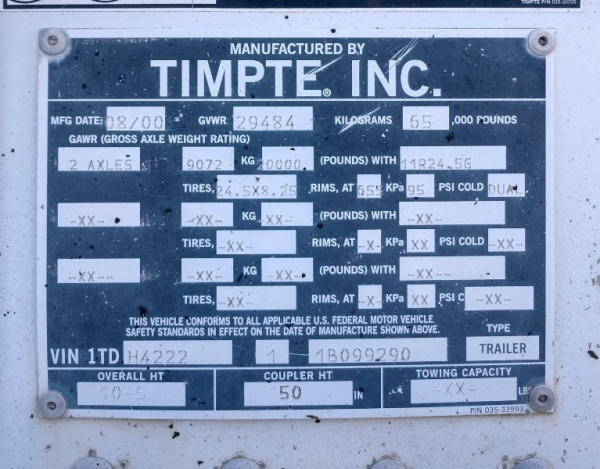 TIMPTE P/N 035-33705
MANUFACTURED BY
TIMPTE® INC.
MFG DATE: 08/00 GVWR 29484 KILOGRAMS 65 ,000 POUNDS
GAWR (GROSS AXLE WEIGHT RATING)
2 AXLES 9072 KG 20000 (POUNDS) WITH 11R24.5G
TIRES, 24.5X8.25 RIMS, AT 655 KPa 95 PSI COLD DUAL
-XX- -XX- KG -XX- (POUNDS) WITH -XX-
TIRES, -XX- RIMS, AT -X- KPa XX PSI COLD -XX-
-XX-- -XX- KG -XX- (POUNDS) WITH -XX--
TIRES, -XX- RIMS, AT -X- KPa XX PSI C -XX-
THIS VEHICLE CONFORMS TO ALL APPLICABLE U.S. FEDERAL MOTOR VEHICLE
SAFETY STANDARDS IN EFFECT ON THE DATE OF MANUFACTURE SHOWN ABOVE.
TYPE
VIN 1TD H4222 1 1B099290 TRAILER
OVERALL HT COUPLER HT TOWING CAPACITY
10-5 50 IN -XX- LBS
P/N 035-33993